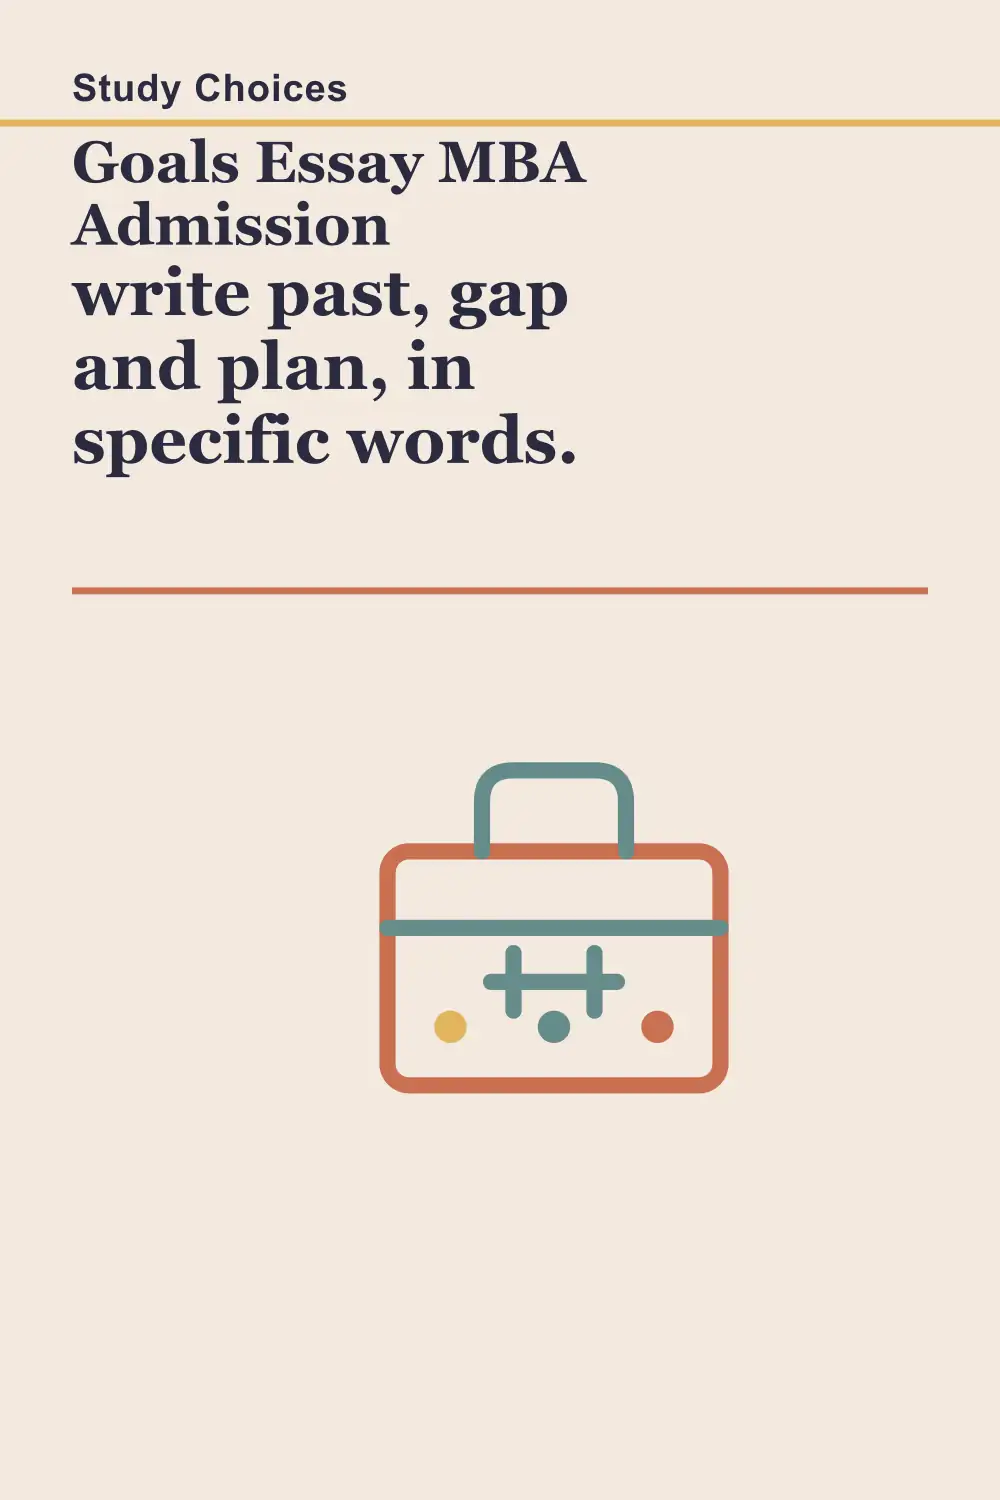 Study Choices
Goals Essay MBA
Admission
write past, gap
and plan, in
specific words.